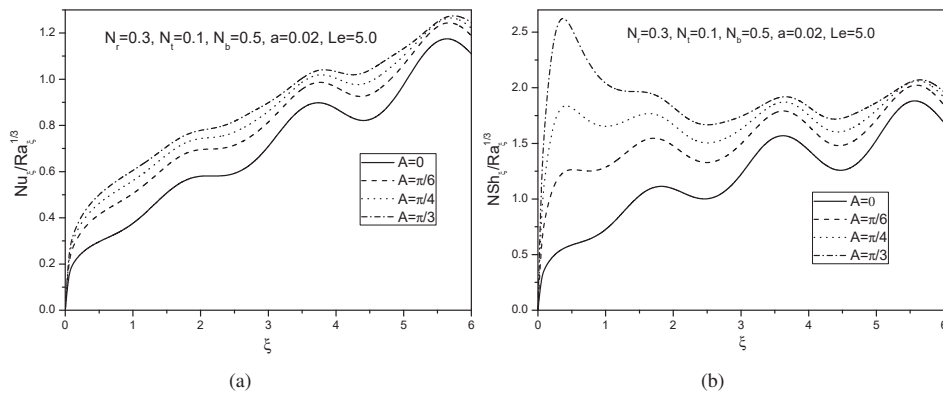 N_r=0.3, N_t=0.1, N_b=0.5, a=0.02, Le=5.0
Nu_ξ/Ra_ξ^1/3
1.2
1.0
0.8
0.6
0.4
0.2
0.0
A=0
A=π/6
A=π/4
A=π/3
0 1 2 3 4 5 6
ξ
(a)
N_r=0.3, N_t=0.1, N_b=0.5, a=0.02, Le=5.0
NSh_ξ/Ra_ξ^1/3
2.5
2.0
1.5
1.0
0.5
0.0
A=0
A=π/6
A=π/4
A=π/3
0 1 2 3 4 5 6
ξ
(b)